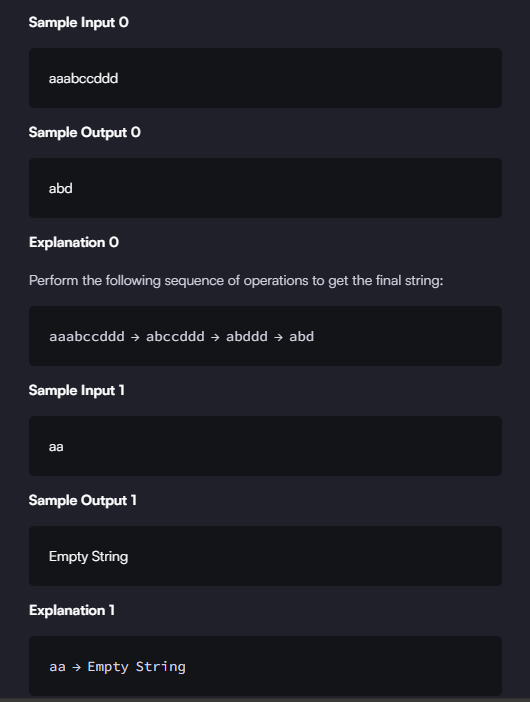 Sample Input 0
aaabccddd
Sample Output 0
abd
Explanation 0
Perform the following sequence of operations to get the final string:
aaabccddd → abccddd → abddd → abd
Sample Input 1
aa
Sample Output 1
Empty String
Explanation 1
aa → Empty String